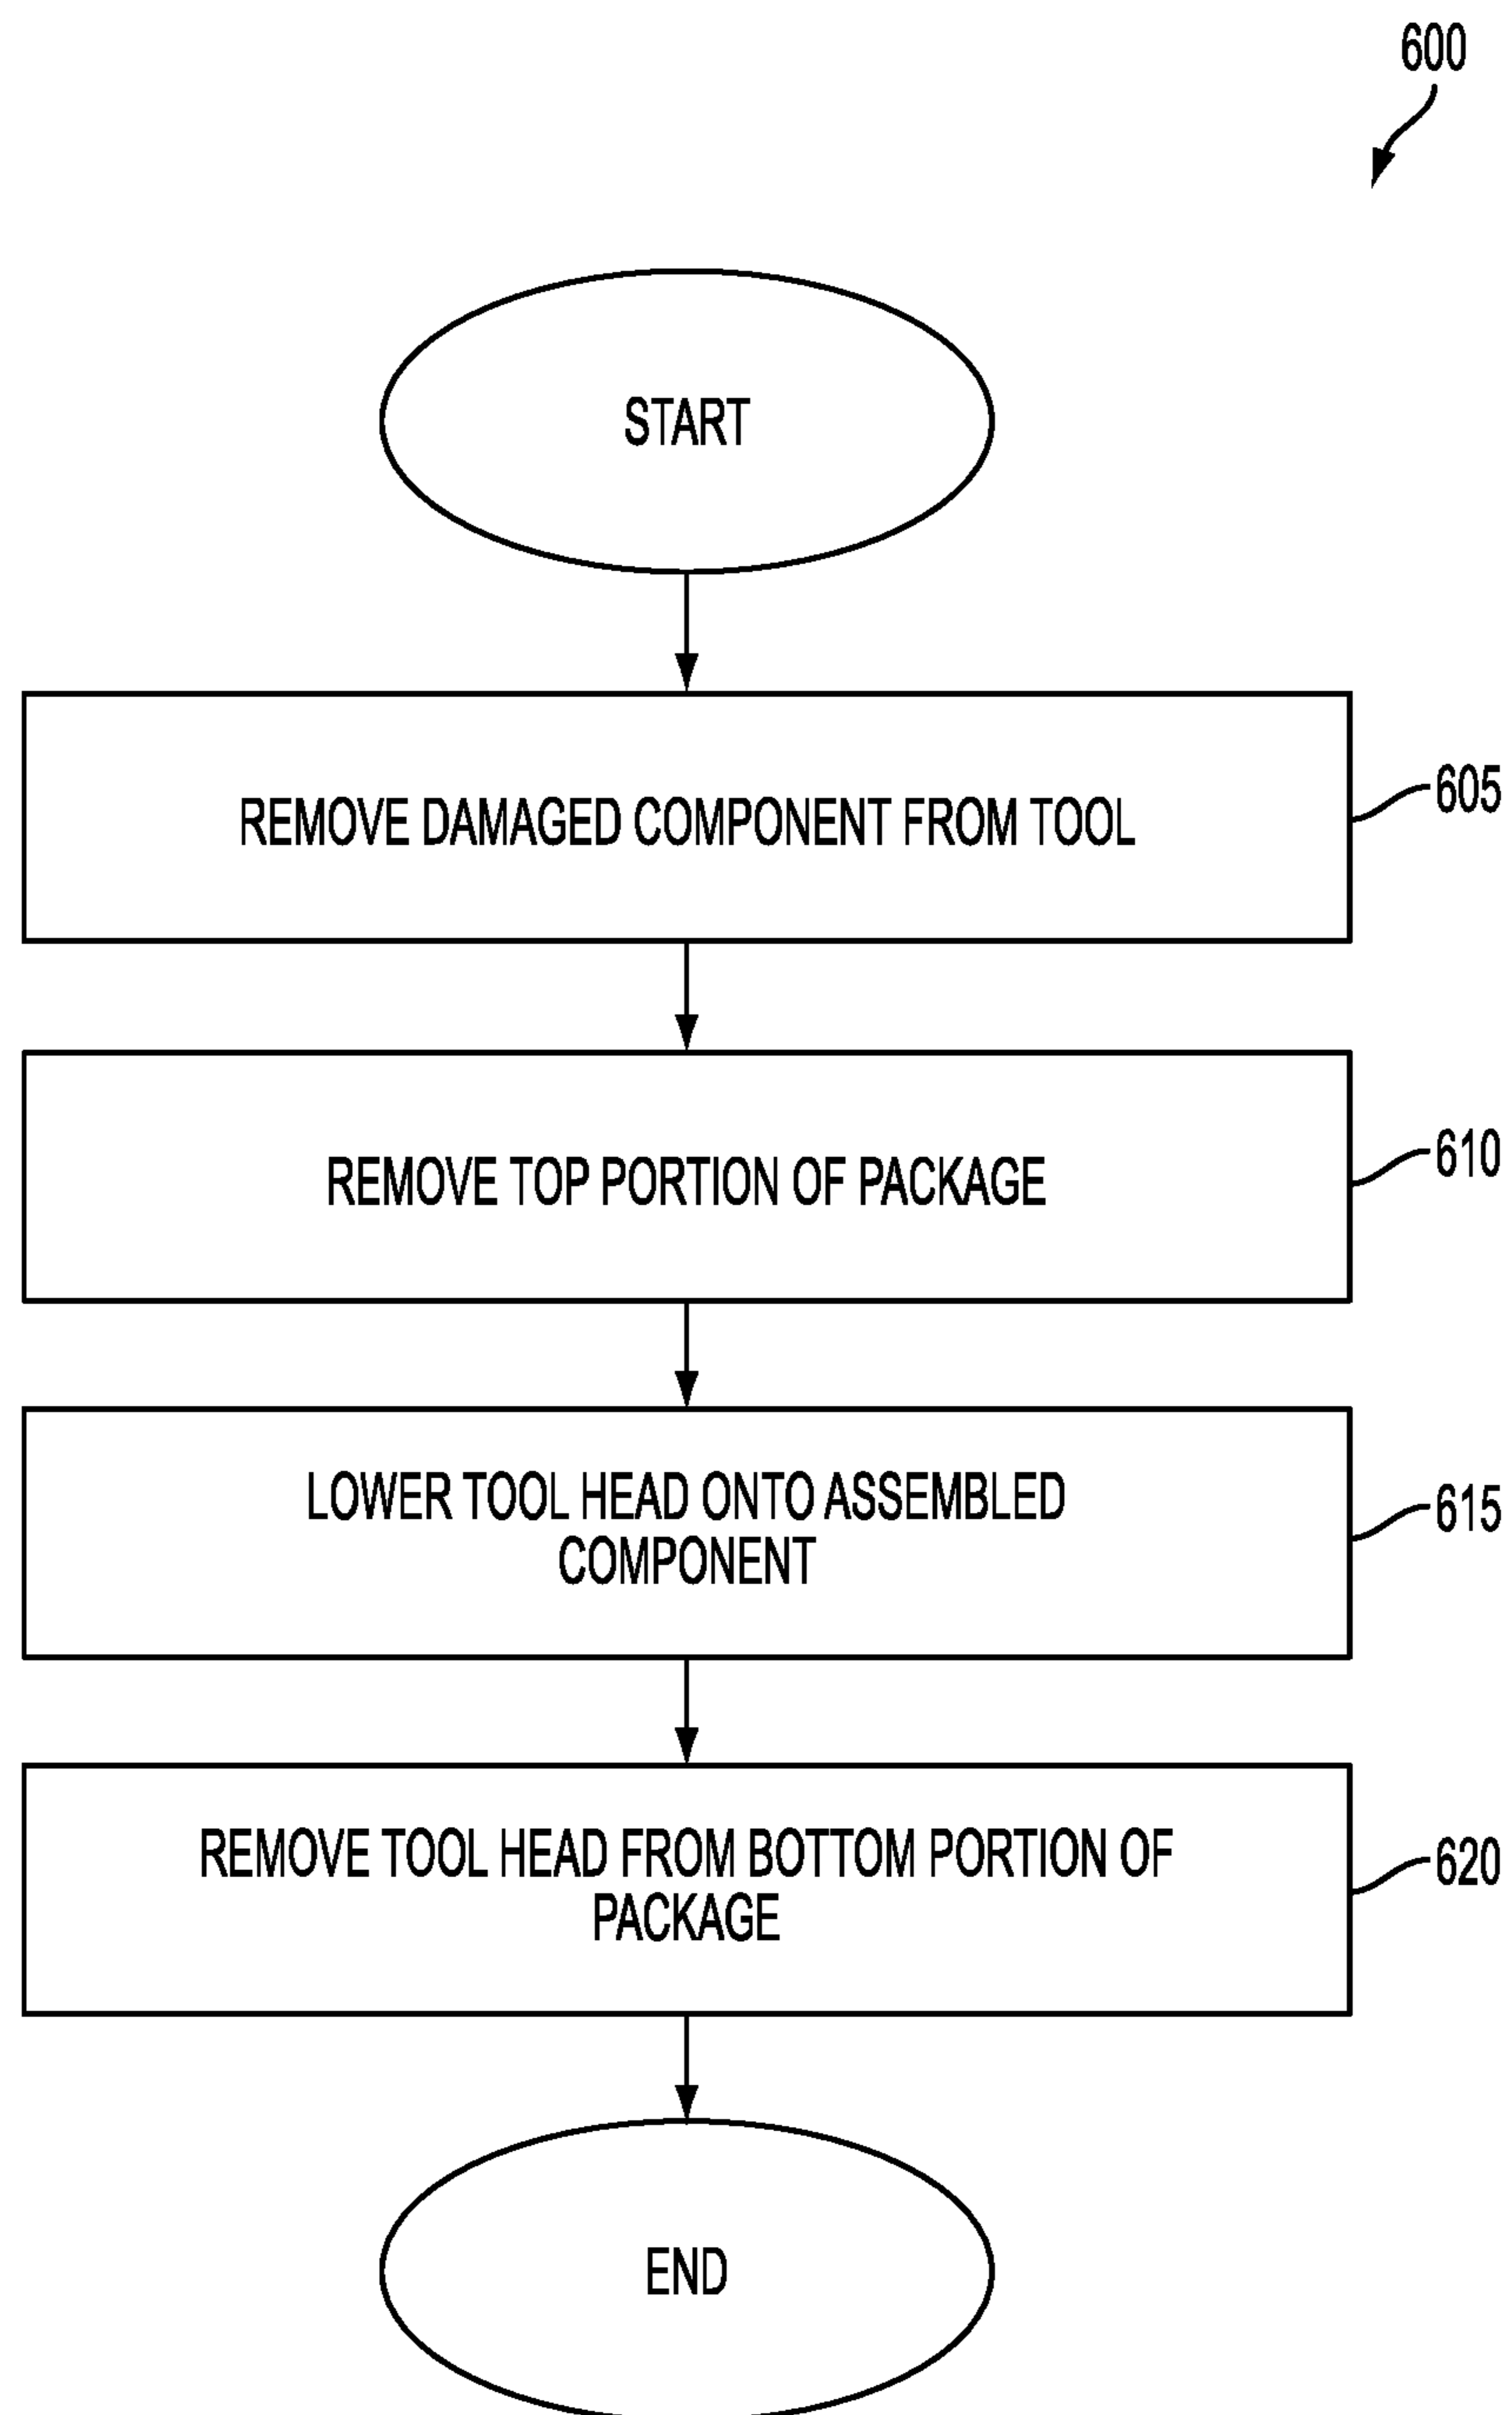 600
START
REMOVE DAMAGED COMPONENT FROM TOOL
605
REMOVE TOP PORTION OF PACKAGE
610
LOWER TOOL HEAD ONTO ASSEMBLED
COMPONENT
615
REMOVE TOOL HEAD FROM BOTTOM PORTION OF
PACKAGE
620
END